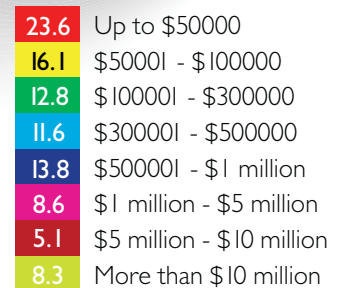 23.6 Up to $50000
16.1 $50001 - $100000
12.8 $100001 - $300000
11.6 $300001 - $500000
13.8 $500001 - $1 million
8.6 $1 million - $5 million
5.1 $5 million - $10 million
8.3 More than $10 million